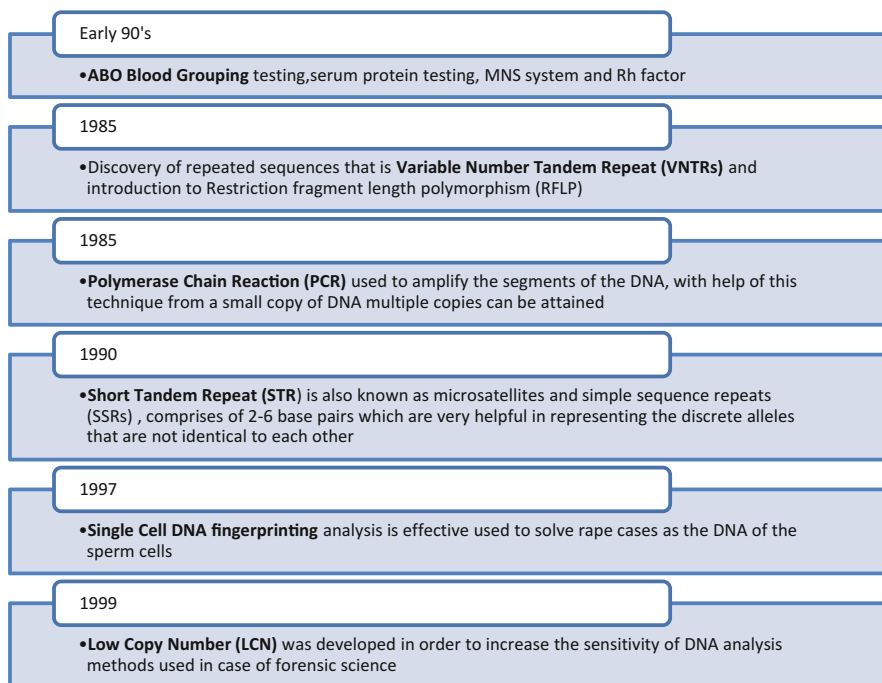 Early 90's
•ABO Blood Grouping testing,serum protein testing, MNS system and Rh factor
1985
•Discovery of repeated sequences that is Variable Number Tandem Repeat (VNTRs) and
introduction to Restriction fragment length polymorphism (RFLP)
1985
•Polymerase Chain Reaction (PCR) used to amplify the segments of the DNA, with help of this
technique from a small copy of DNA multiple copies can be attained
1990
•Short Tandem Repeat (STR) is also known as microsatellites and simple sequence repeats
(SSRs) , comprises of 2-6 base pairs which are very helpful in representing the discrete alleles
that are not identical to each other
1997
•Single Cell DNA fingerprinting analysis is effective used to solve rape cases as the DNA of the
sperm cells
1999
•Low Copy Number (LCN) was developed in order to increase the sensitivity of DNA analysis
methods used in case of forensic science